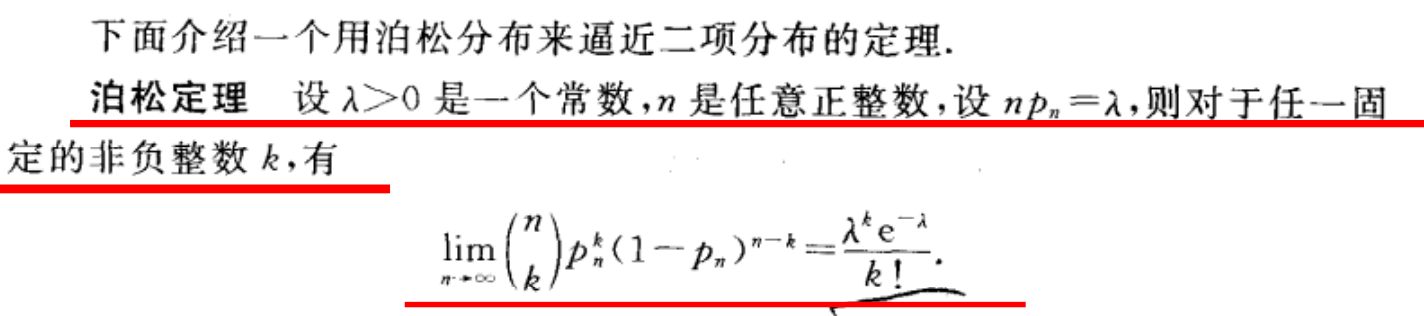 下面介绍一个用泊松分布来逼近二项分布的定理.
泊松定理 设 λ>0 是一个常数,n 是任意正整数,设 npₙ=λ,则对于任一固
定的非负整数 k,有
$$\lim_{n\to\infty}\binom{n}{k}p_n^k(1-p_n)^{n-k}=\frac{\lambda^k e^{-\lambda}}{k!}.$$